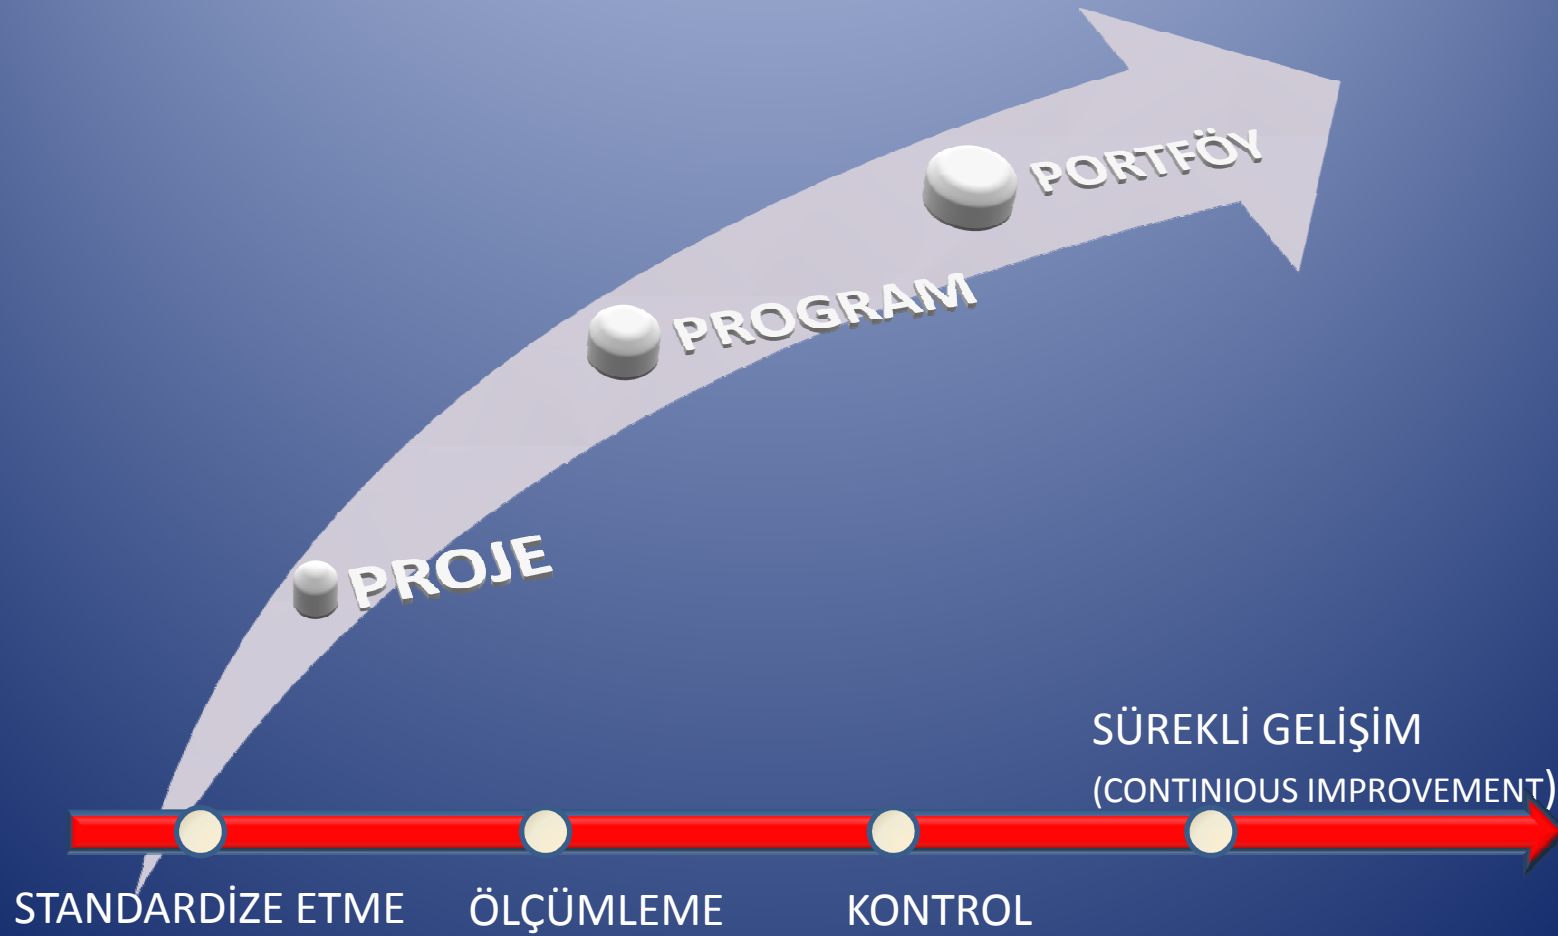 PORTFÖY
PROGRAM
PROJE
SÜREKLİ GELİŞİM
(CONTINIOUS IMPROVEMENT)
STANDARDİZE ETME
ÖLÇÜMLEME
KONTROL